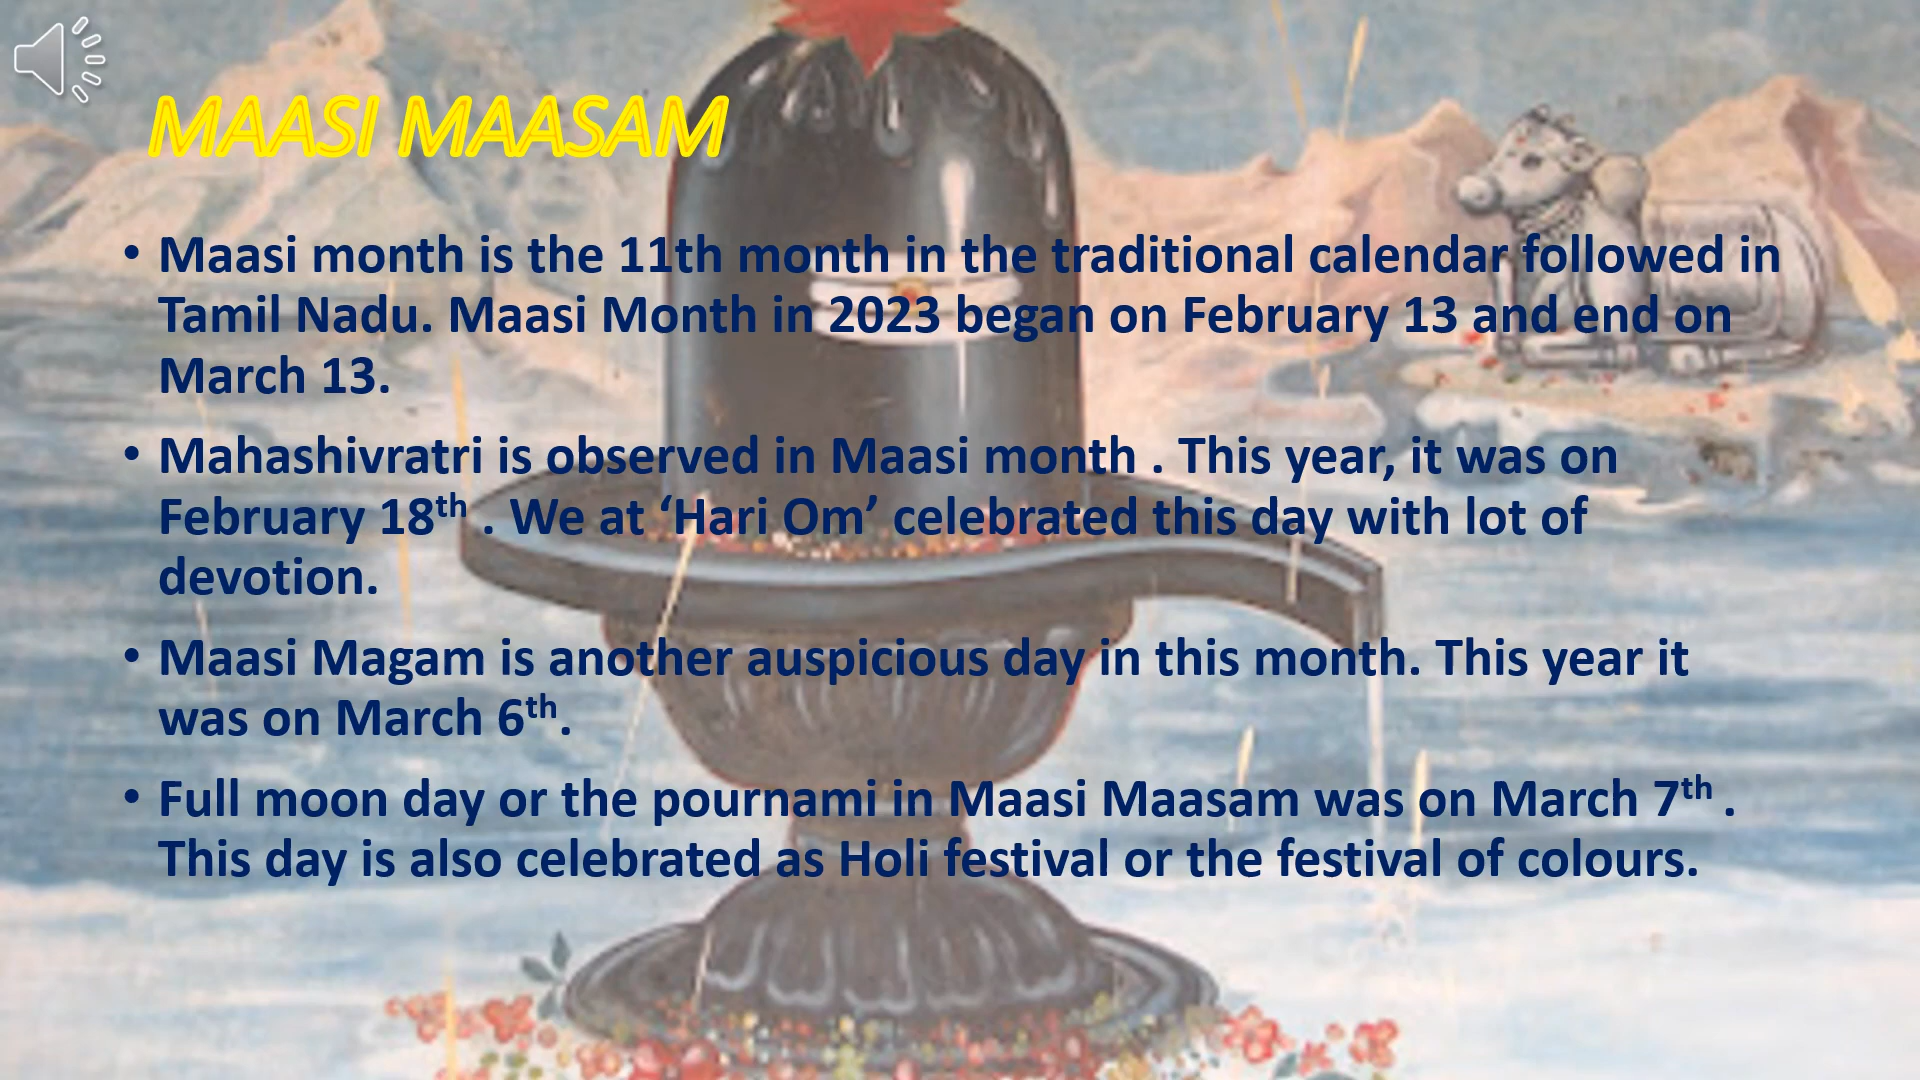 MAASI MAASAM
• Maasi month is the 11th month in the traditional calendar followed in
Tamil Nadu. Maasi Month in 2023 began on February 13 and end on
March 13.
• Mahashivratri is observed in Maasi month . This year, it was on
February 18th . We at ‘Hari Om’ celebrated this day with lot of
devotion.
• Maasi Magam is another auspicious day in this month. This year it
was on March 6th.
• Full moon day or the pournami in Maasi Maasam was on March 7th .
This day is also celebrated as Holi festival or the festival of colours.